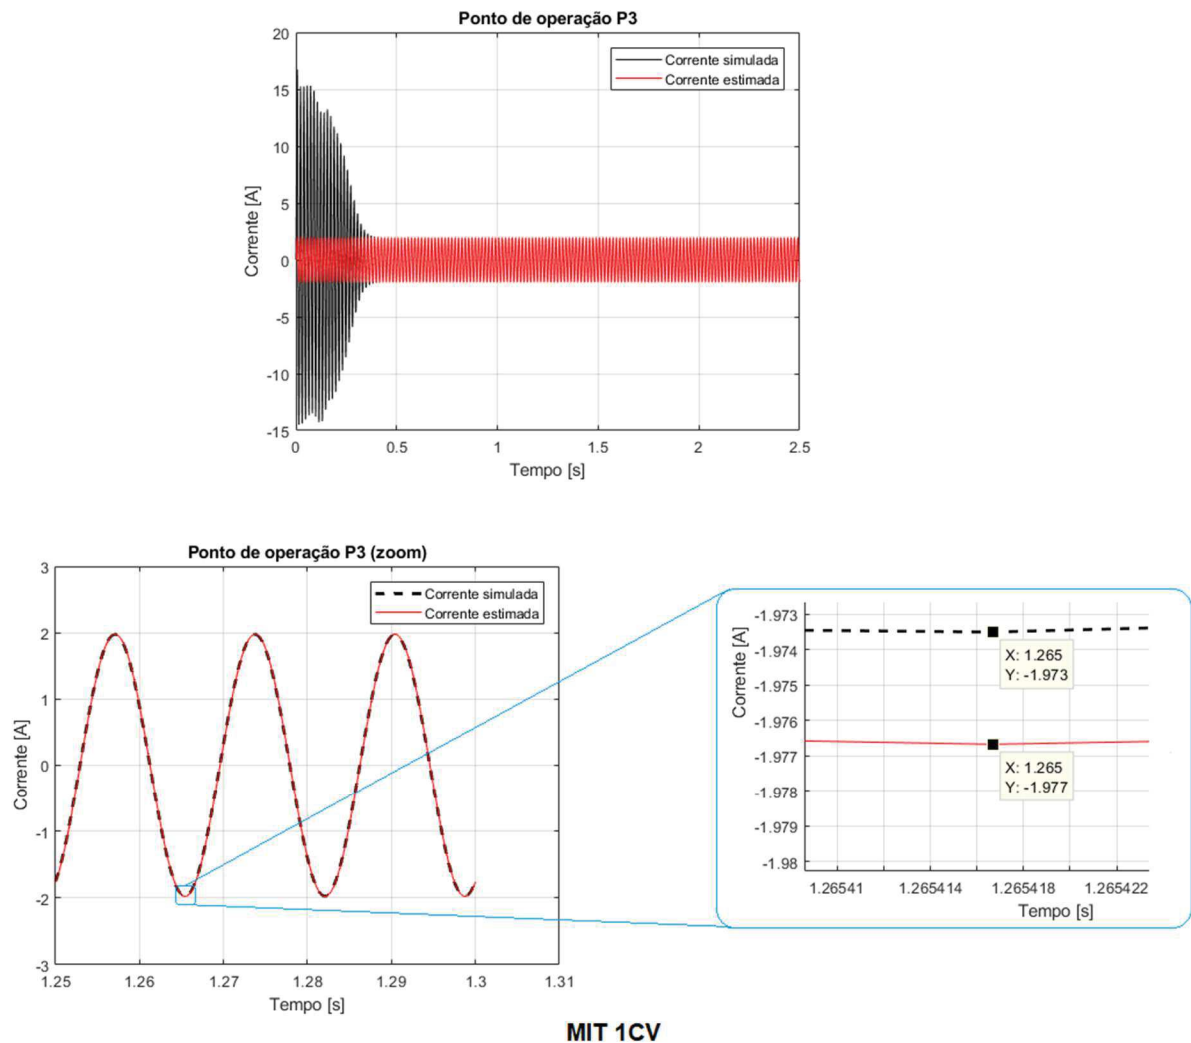 Ponto de operação P3
Corrente simulada
Corrente estimada
20
15
10
5
0
-5
-10
-15
Corrente [A]
0 0.5 1 1.5 2 2.5
Tempo [s]
Ponto de operação P3 (zoom)
Corrente simulada
Corrente estimada
3
2
1
0
-1
-2
-3
Corrente [A]
1.25 1.26 1.27 1.28 1.29 1.3 1.31
Tempo [s]
-1.973
-1.974
-1.975
-1.976
-1.977
-1.978
-1.979
-1.98
Corrente [A]
X: 1.265
Y: -1.973
X: 1.265
Y: -1.977
1.26541 1.265414 1.265418 1.265422
Tempo [s]
MIT 1CV